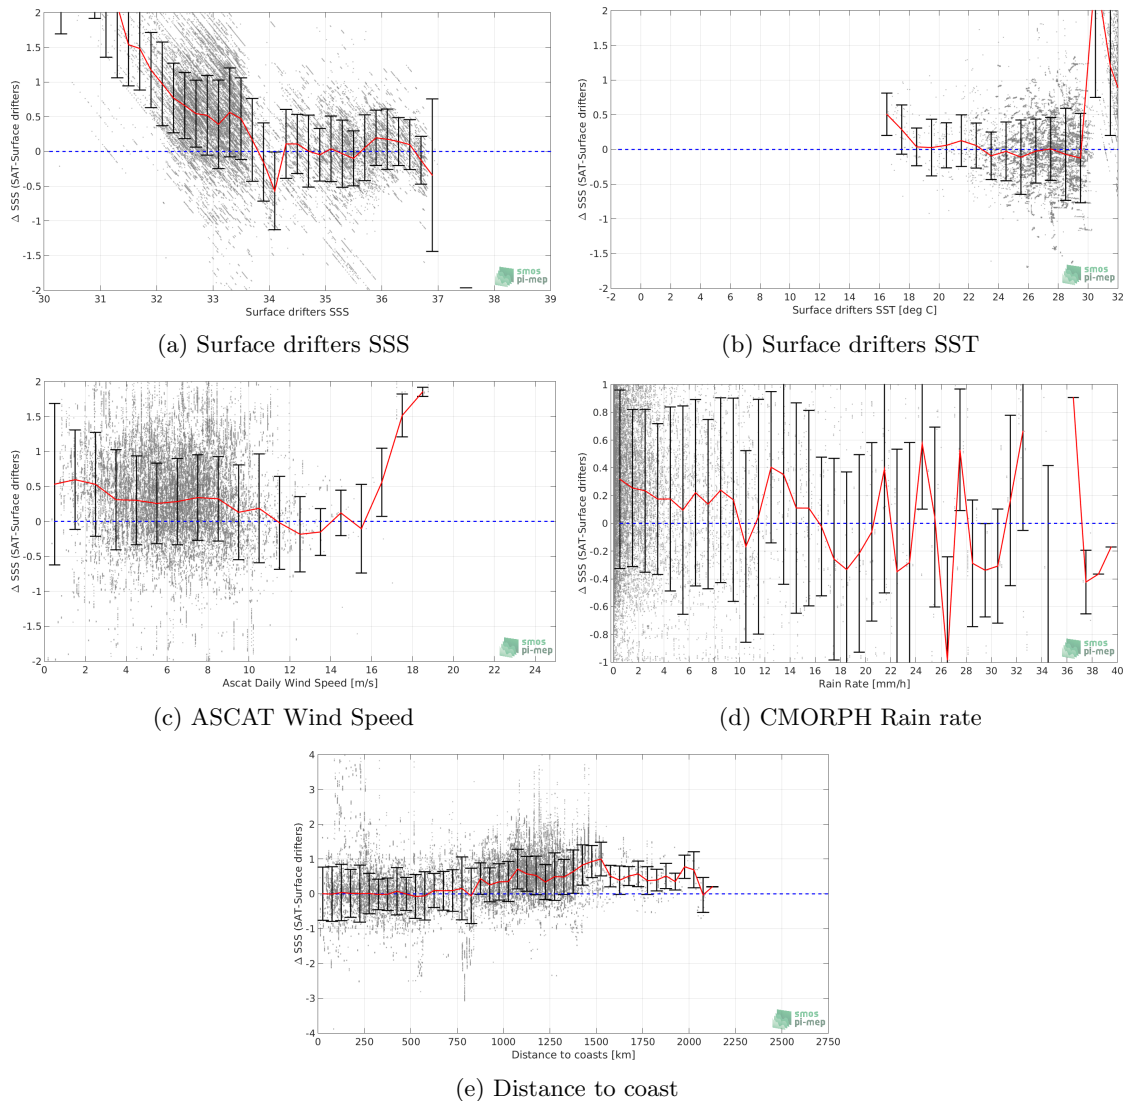 2
1.5
1
0.5
0
-0.5
-1
-1.5
-2
Δ SSS (SAT-Surface drifters)
30 31 32 33 34 35 36 37 38 39
Surface drifters SSS
smos
pi-mep
(a) Surface drifters SSS
2
1.5
1
0.5
0
-0.5
-1
-1.5
-2
Δ SSS (SAT-Surface drifters)
-2 0 2 4 6 8 10 12 14 16 18 20 22 24 26 28 30 32
Surface drifters SST [deg C]
smos
pi-mep
(b) Surface drifters SST
2
1.5
1
0.5
0
-0.5
-1
-1.5
-2
Δ SSS (SAT-Surface drifters)
0 2 4 6 8 10 12 14 16 18 20 22 24
Ascat Daily Wind Speed [m/s]
smos
pi-mep
(c) ASCAT Wind Speed
1
0.8
0.6
0.4
0.2
0
-0.2
-0.4
-0.6
-0.8
-1
Δ SSS (SAT-Surface drifters)
0 2 4 6 8 10 12 14 16 18 20 22 24 26 28 30 32 34 36 38 40
Rain Rate [mm/h]
smos
pi-mep
(d) CMORPH Rain rate
4
3
2
1
0
-1
-2
-3
-4
Δ SSS (SAT-Surface drifters)
0 250 500 750 1000 1250 1500 1750 2000 2250 2500 2750
Distance to coasts [km]
smos
pi-mep
(e) Distance to coast